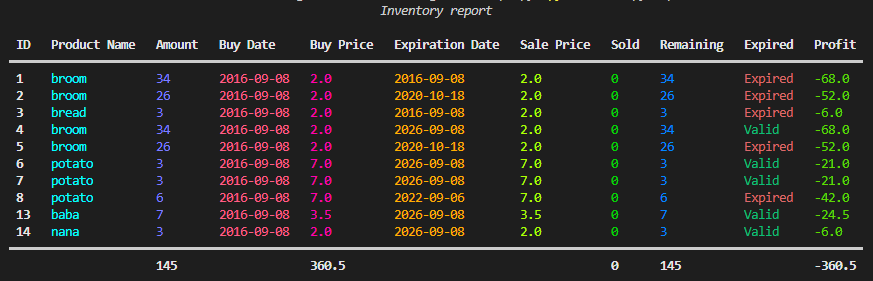 Inventory report
ID Product Name Amount Buy Date Buy Price Expiration Date Sale Price Sold Remaining Expired Profit
1 broom 34 2016-09-08 2.0 2016-09-08 2.0 0 34 Expired -68.0
2 broom 26 2016-09-08 2.0 2020-10-18 2.0 0 26 Expired -52.0
3 bread 3 2016-09-08 2.0 2016-09-08 2.0 0 3 Expired -6.0
4 broom 34 2016-09-08 2.0 2026-09-08 2.0 0 34 Valid -68.0
5 broom 26 2016-09-08 2.0 2020-10-18 2.0 0 26 Expired -52.0
6 potato 3 2016-09-08 7.0 2026-09-08 7.0 0 3 Valid -21.0
7 potato 3 2016-09-08 7.0 2026-09-08 7.0 0 3 Valid -21.0
8 potato 6 2016-09-08 7.0 2022-09-06 7.0 0 6 Expired -42.0
13 baba 7 2016-09-08 3.5 2026-09-08 3.5 0 7 Valid -24.5
14 nana 3 2016-09-08 2.0 2026-09-08 2.0 0 3 Valid -6.0
145 360.5 0 145 -360.5